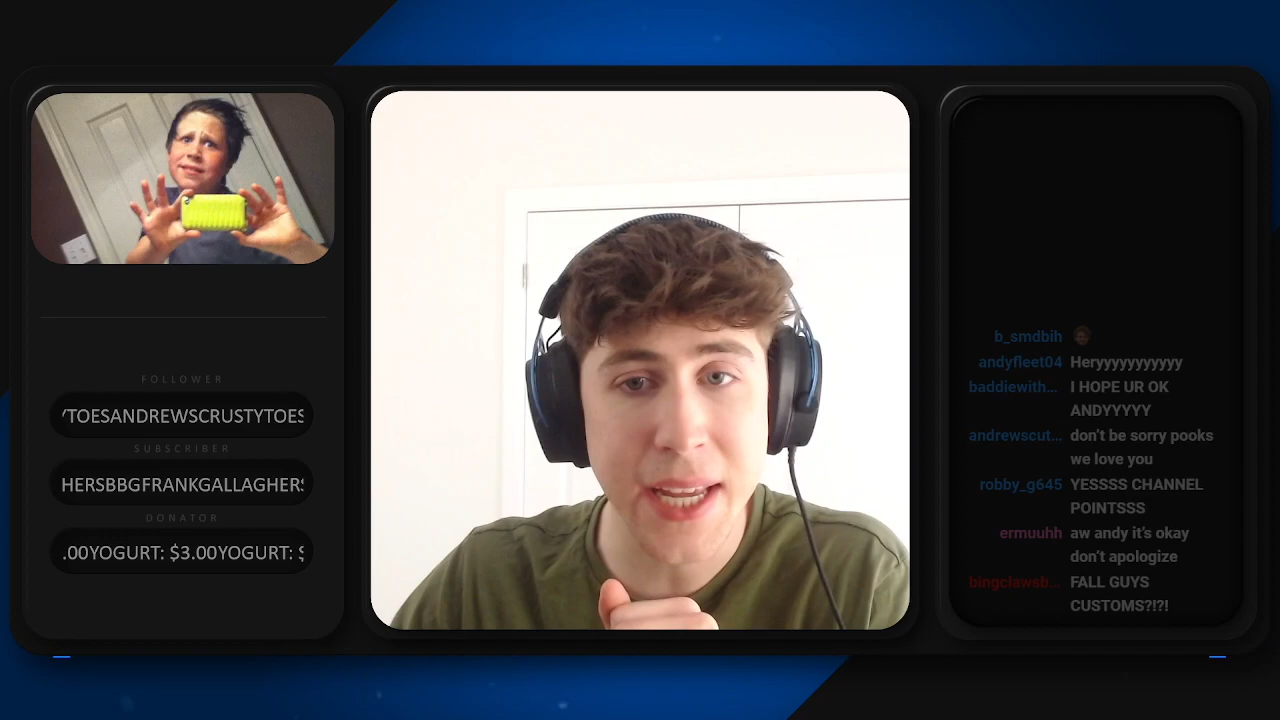 FOLLOWER
TOESANDREWSCRUSTYTOES
SUBSCRIBER
HERSBBGFRANKGALLAGHERS
DONATOR
.00YOGURT: $3.00YOGURT: $
b_smdbih
andyfleet04 Heryyyyyyyyyyy
baddiewith... I HOPE UR OK
ANDYYYYY
andrewscut... don't be sorry pooks
we love you
robby_g645 YESSSS CHANNEL
POINTSSS
ermuuhh aw andy it's okay
don't apologize
bingclawsb... FALL GUYS
CUSTOMS?!?!